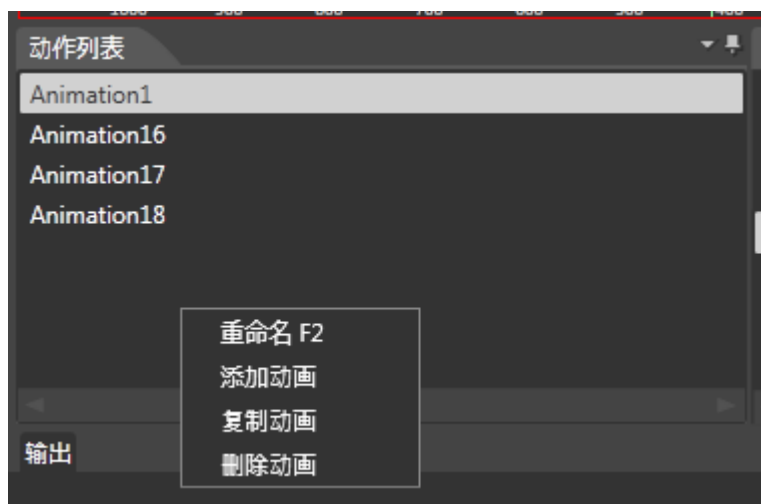 动作列表
Animation1
Animation16
Animation17
Animation18
重命名 F2
添加动画
复制动画
删除动画
输出